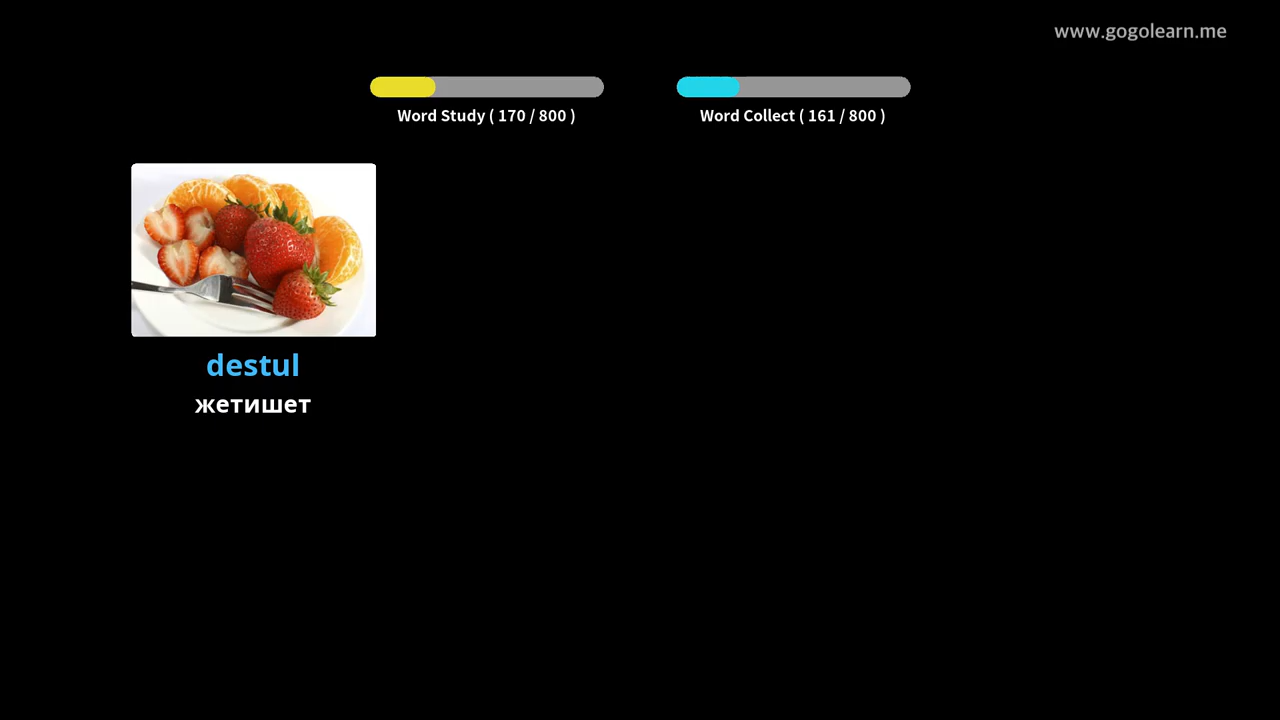 www.gogolearn.me
Word Study ( 170 / 800 )
Word Collect ( 161 / 800 )
destul
жетишет